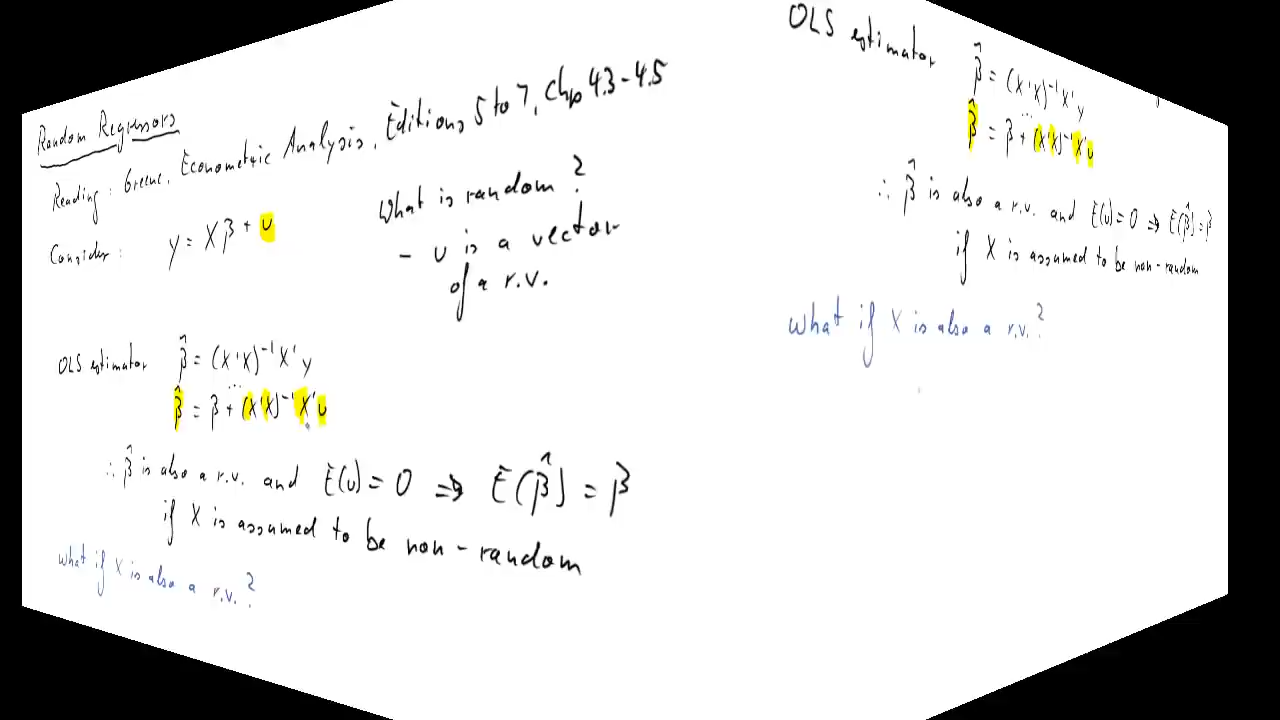 Random Regressors
Reading: Greene, Econometric Analysis, Editions 5 to 7, Chp 4.3-4.5
Consider: y = Xβ + u
What is random?
- u is a vector
of a r.v.
OLS estimator β̂ = (X'X)⁻¹X'y
...
β̂ = β + (X'X)⁻¹X'u
∴ β̂ is also a r.v. and E(u) = 0 ⇒ E(β̂) = β
if X is assumed to be non-random
What if X is also a r.v.?
OLS estimator β̂ = (X'X)⁻¹X'y
...
β̂ = β + (X'X)⁻¹X'u
∴ β̂ is also a r.v. and E(u)=0 ⇒ E(β̂)=β
if X is assumed to be non-random
What if X is also a r.v.?